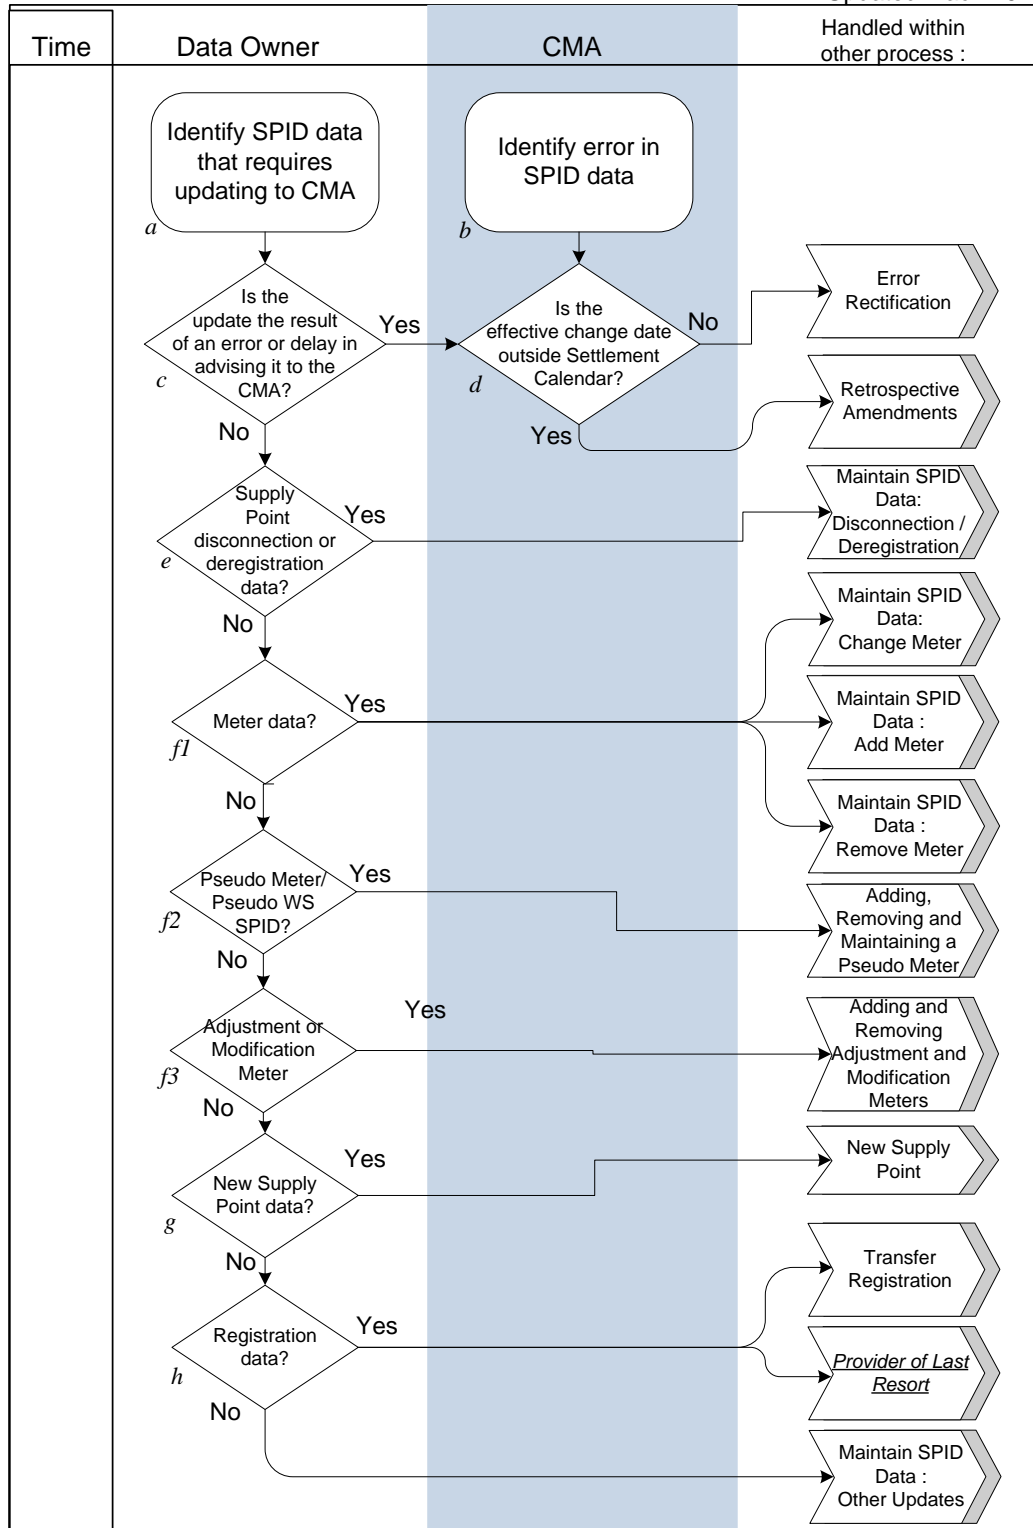 Time
Data Owner
CMA
Handled within
other process :
Identify SPID data
that requires
updating to CMA
a
Identify error in
SPID data
b
Is the
update the result
of an error or delay in
advising it to the
CMA?
c
Yes
No
Is the
effective change date
outside Settlement
Calendar?
d
No
Yes
Error
Rectification
Retrospective
Amendments
Supply
Point
disconnection or
deregistration
data?
e
Yes
No
Maintain SPID
Data:
Disconnection /
Deregistration
Meter data?
f1
Yes
No
Maintain SPID
Data:
Change Meter
Maintain SPID
Data :
Add Meter
Maintain SPID
Data :
Remove Meter
Pseudo Meter/
Pseudo WS
SPID?
f2
Yes
No
Adding,
Removing and
Maintaining a
Pseudo Meter
Adjustment or
Modification
Meter
f3
Yes
No
Adding and
Removing
Adjustment and
Modification
Meters
New Supply
Point data?
g
Yes
No
New Supply
Point
Registration
data?
h
Yes
No
Transfer
Registration
Provider of Last
Resort
Maintain SPID
Data :
Other Updates